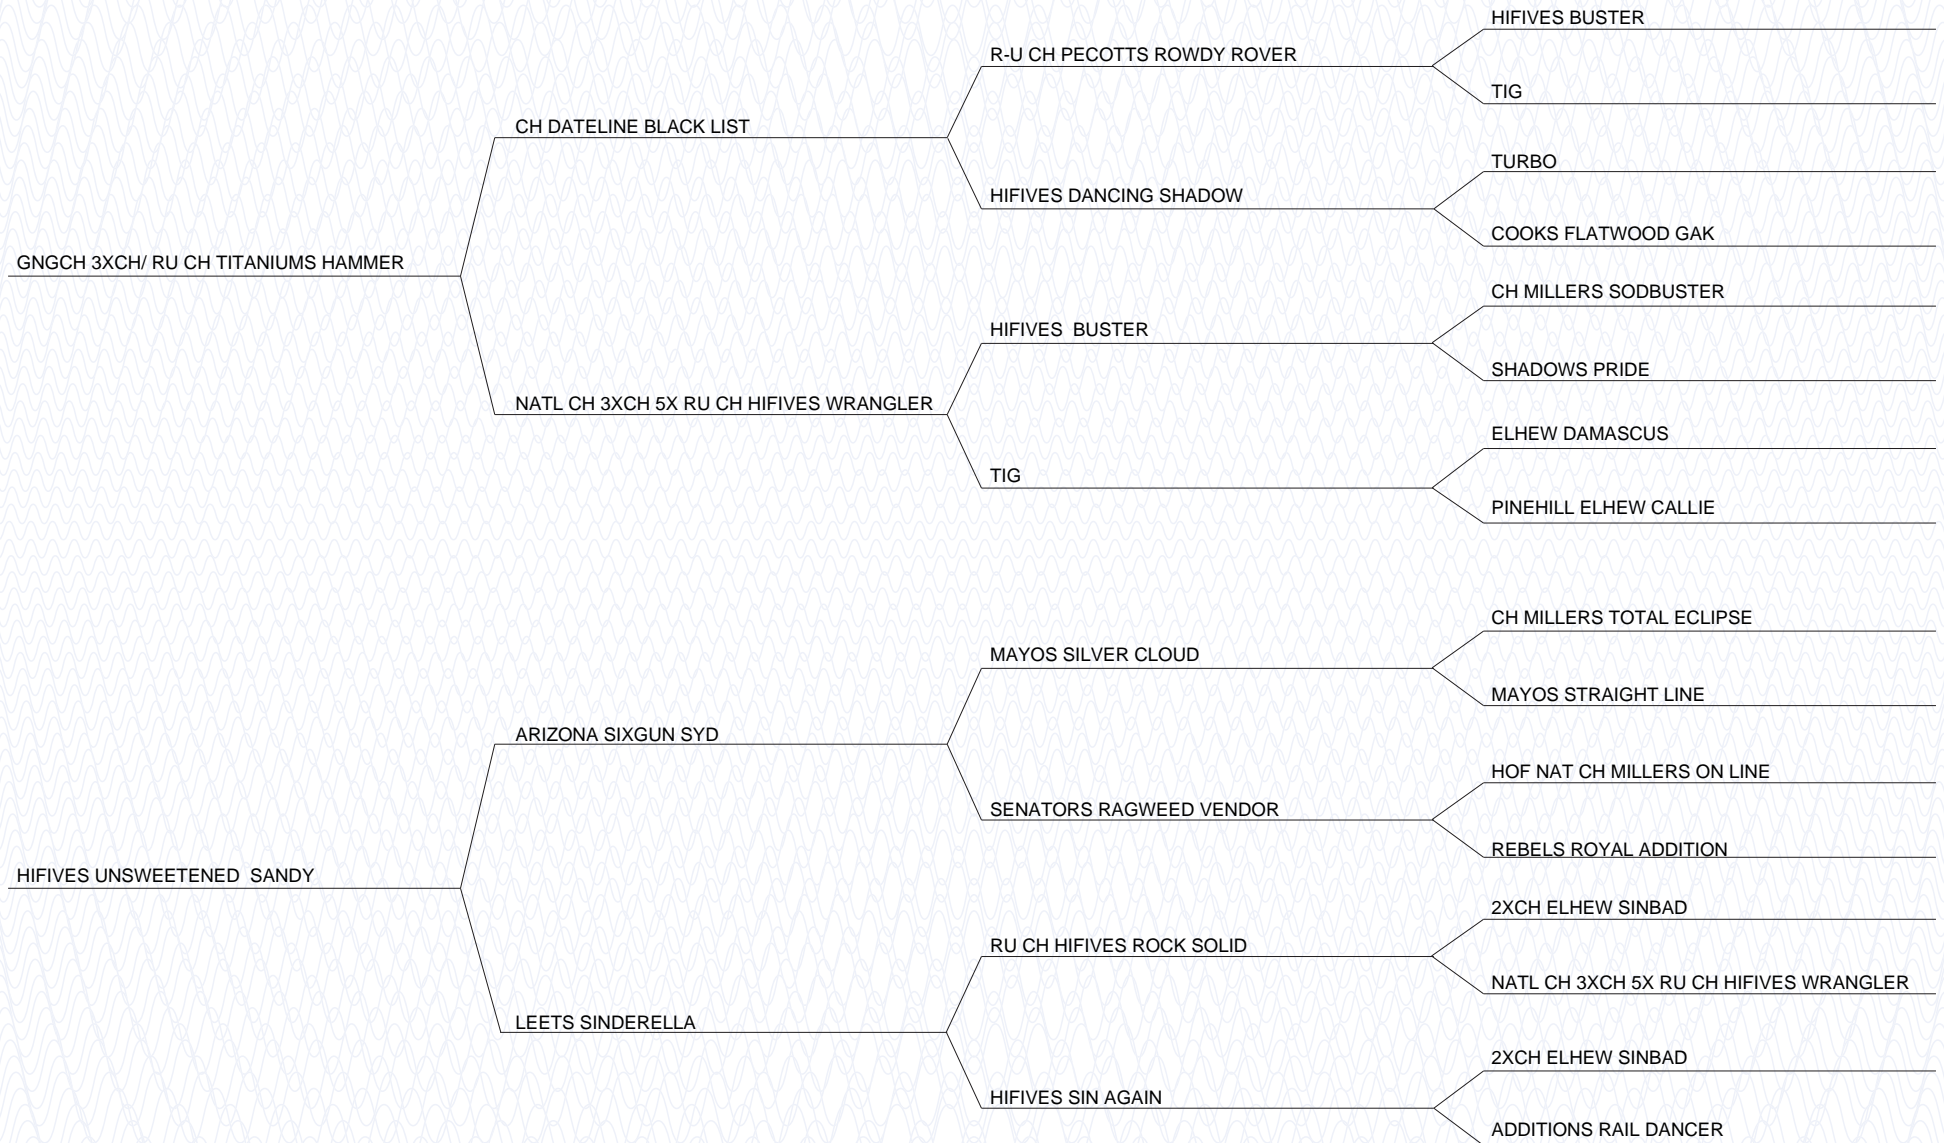 HIFIVES BUSTER
R-U CH PECOTTS ROWDY ROVER
TIG
CH DATELINE BLACK LIST
TURBO
HIFIVES DANCING SHADOW
COOKS FLATWOOD GAK
GNGCH 3XCH/ RU CH TITANIUMS HAMMER
CH MILLERS SODBUSTER
HIFIVES  BUSTER
SHADOWS PRIDE
NATL CH 3XCH 5X RU CH HIFIVES WRANGLER
ELHEW DAMASCUS
TIG
PINEHILL ELHEW CALLIE
CH MILLERS TOTAL ECLIPSE
MAYOS SILVER CLOUD
MAYOS STRAIGHT LINE
ARIZONA SIXGUN SYD
HOF NAT CH MILLERS ON LINE
SENATORS RAGWEED VENDOR
REBELS ROYAL ADDITION
HIFIVES UNSWEETENED  SANDY
2XCH ELHEW SINBAD
RU CH HIFIVES ROCK SOLID
NATL CH 3XCH 5X RU CH HIFIVES WRANGLER
LEETS SINDERELLA
2XCH ELHEW SINBAD
HIFIVES SIN AGAIN
ADDITIONS RAIL DANCER